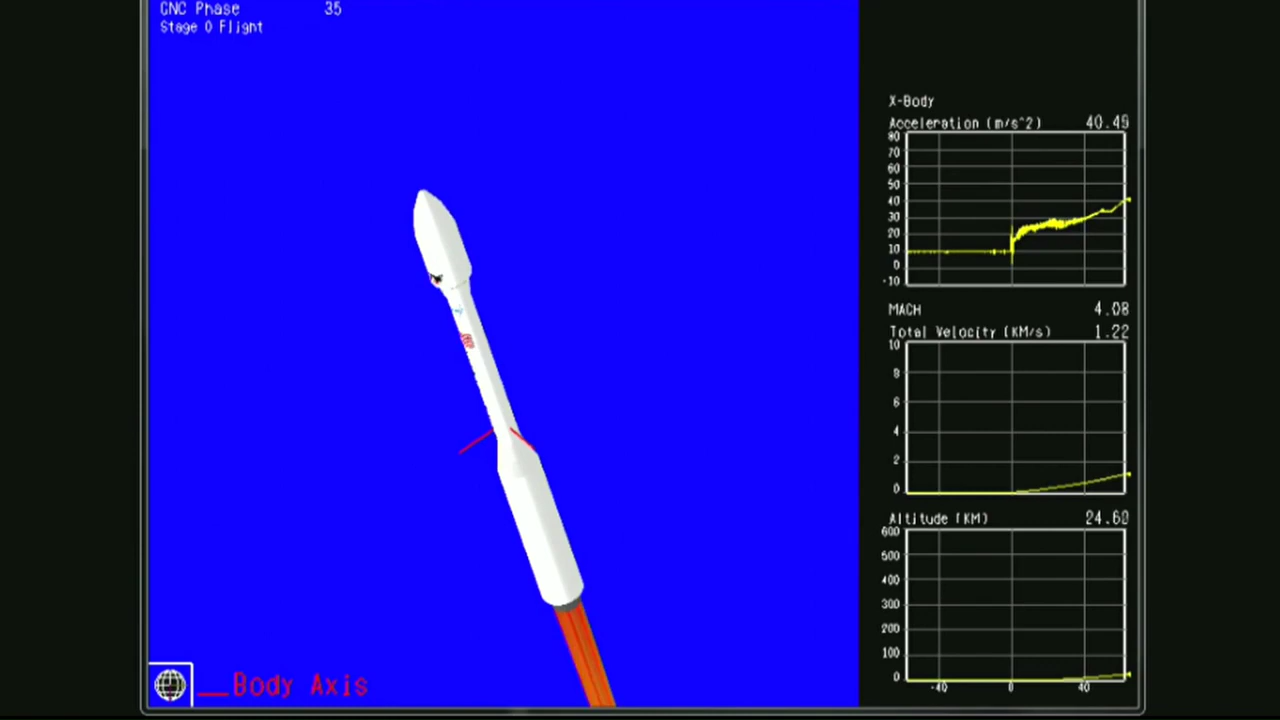 GNC Phase 35
Stage 0 Flight
X-Body
Acceleration (m/s^2) 40.49
80
70
60
50
40
30
20
10
0
-10
MACH 4.08
Total Velocity (KM/s) 1.22
10
8
6
4
2
0
Altitude (KM) 24.60
600
500
400
300
200
100
0
-40 0 40
Body Axis